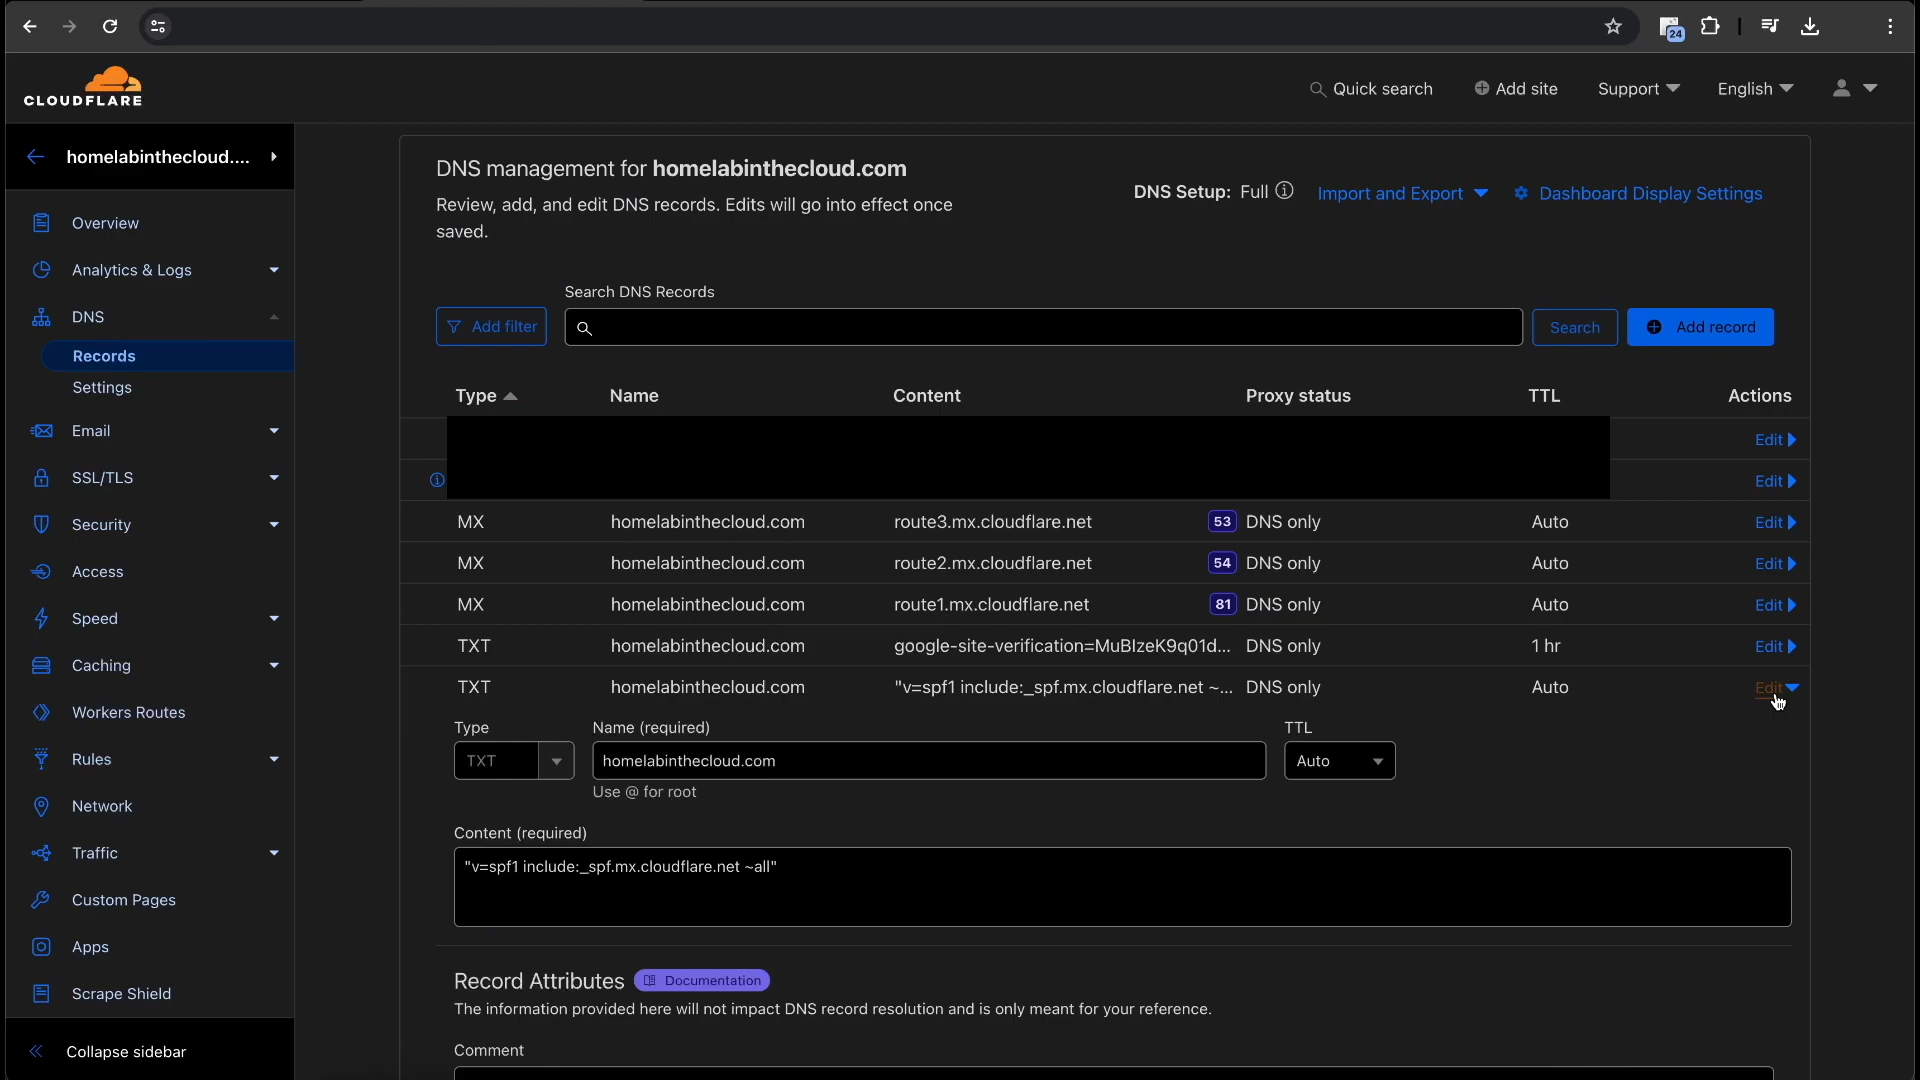 24
CLOUDFLARE
Quick search
Add site
Support
English
homelabinthecloud....
Overview
Analytics & Logs
DNS
Records
Settings
Email
SSL/TLS
Security
Access
Speed
Caching
Workers Routes
Rules
Network
Traffic
Custom Pages
Apps
Scrape Shield
Collapse sidebar
DNS management for homelabinthecloud.com
Review, add, and edit DNS records. Edits will go into effect once
saved.
DNS Setup: Full
Import and Export
Dashboard Display Settings
Search DNS Records
Add filter
Search
Add record
Type Name Content Proxy status TTL Actions
Edit
Edit
MX homelabinthecloud.com route3.mx.cloudflare.net 53 DNS only Auto Edit
MX homelabinthecloud.com route2.mx.cloudflare.net 54 DNS only Auto Edit
MX homelabinthecloud.com route1.mx.cloudflare.net 81 DNS only Auto Edit
TXT homelabinthecloud.com google-site-verification=MuBIzeK9q01d... DNS only 1 hr Edit
TXT homelabinthecloud.com "v=spf1 include:_spf.mx.cloudflare.net ~... DNS only Auto Edit
Type Name (required) TTL
TXT homelabinthecloud.com Auto
Use @ for root
Content (required)
"v=spf1 include:_spf.mx.cloudflare.net ~all"
Record Attributes Documentation
The information provided here will not impact DNS record resolution and is only meant for your reference.
Comment